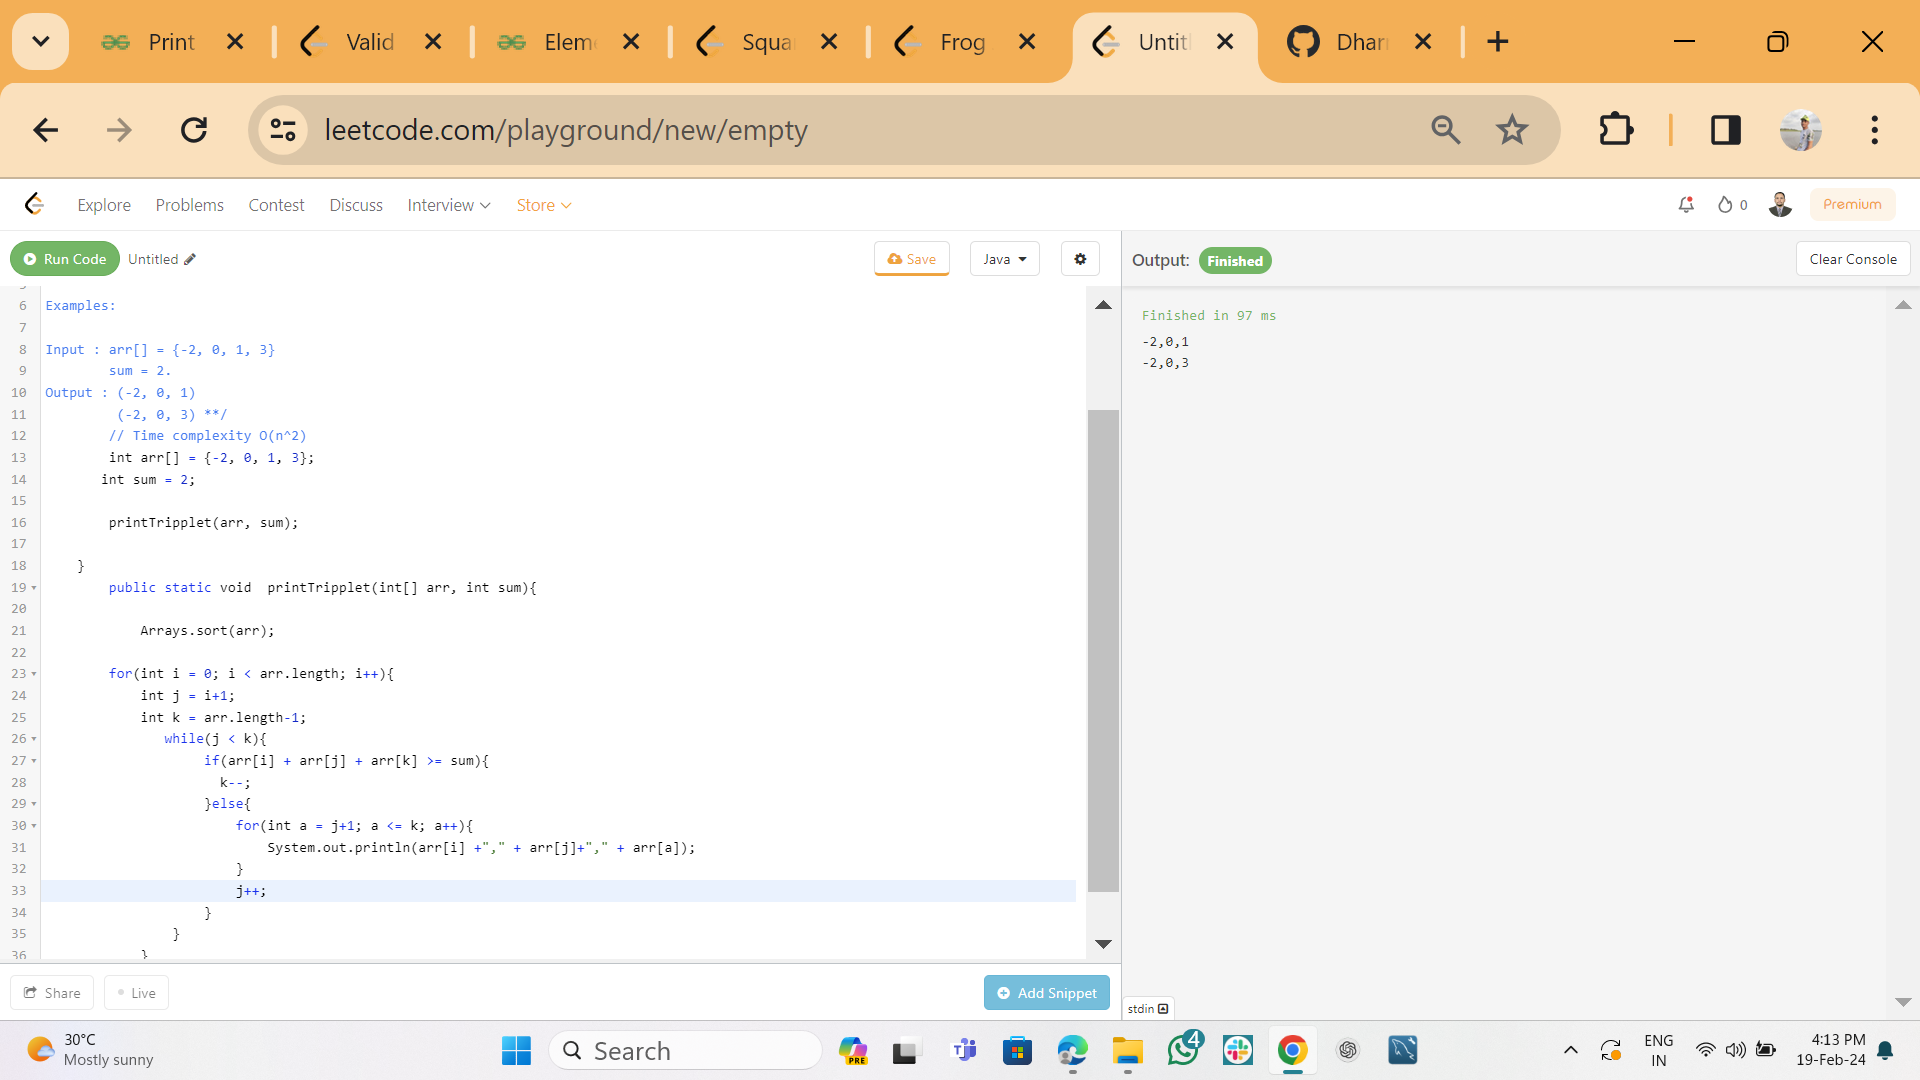 Print
Valid
Elem
Squa
Frog
Untit
Dhar
leetcode.com/playground/new/empty
Explore Problems Contest Discuss Interview Store
0
Premium
Run Code Untitled Save Java
Output: Finished Clear Console
6 Examples:
7
8 Input : arr[] = {-2, 0, 1, 3}
9 sum = 2.
10 Output : (-2, 0, 1)
11 (-2, 0, 3) **/
12 // Time complexity O(n^2)
13 int arr[] = {-2, 0, 1, 3};
14 int sum = 2;
15
16 printTripplet(arr, sum);
17
18 }
19 public static void printTripplet(int[] arr, int sum){
20
21 Arrays.sort(arr);
22
23 for(int i = 0; i < arr.length; i++){
24 int j = i+1;
25 int k = arr.length-1;
26 while(j < k){
27 if(arr[i] + arr[j] + arr[k] >= sum){
28 k--;
29 }else{
30 for(int a = j+1; a <= k; a++){
31 System.out.println(arr[i] +"," + arr[j]+"," + arr[a]);
32 }
33 j++;
34 }
35 }
36 }
Finished in 97 ms
-2,0,1
-2,0,3
Share Live Add Snippet
stdin
30°C
Mostly sunny
Search
PRE
4
ENG
IN
4:13 PM
19-Feb-24